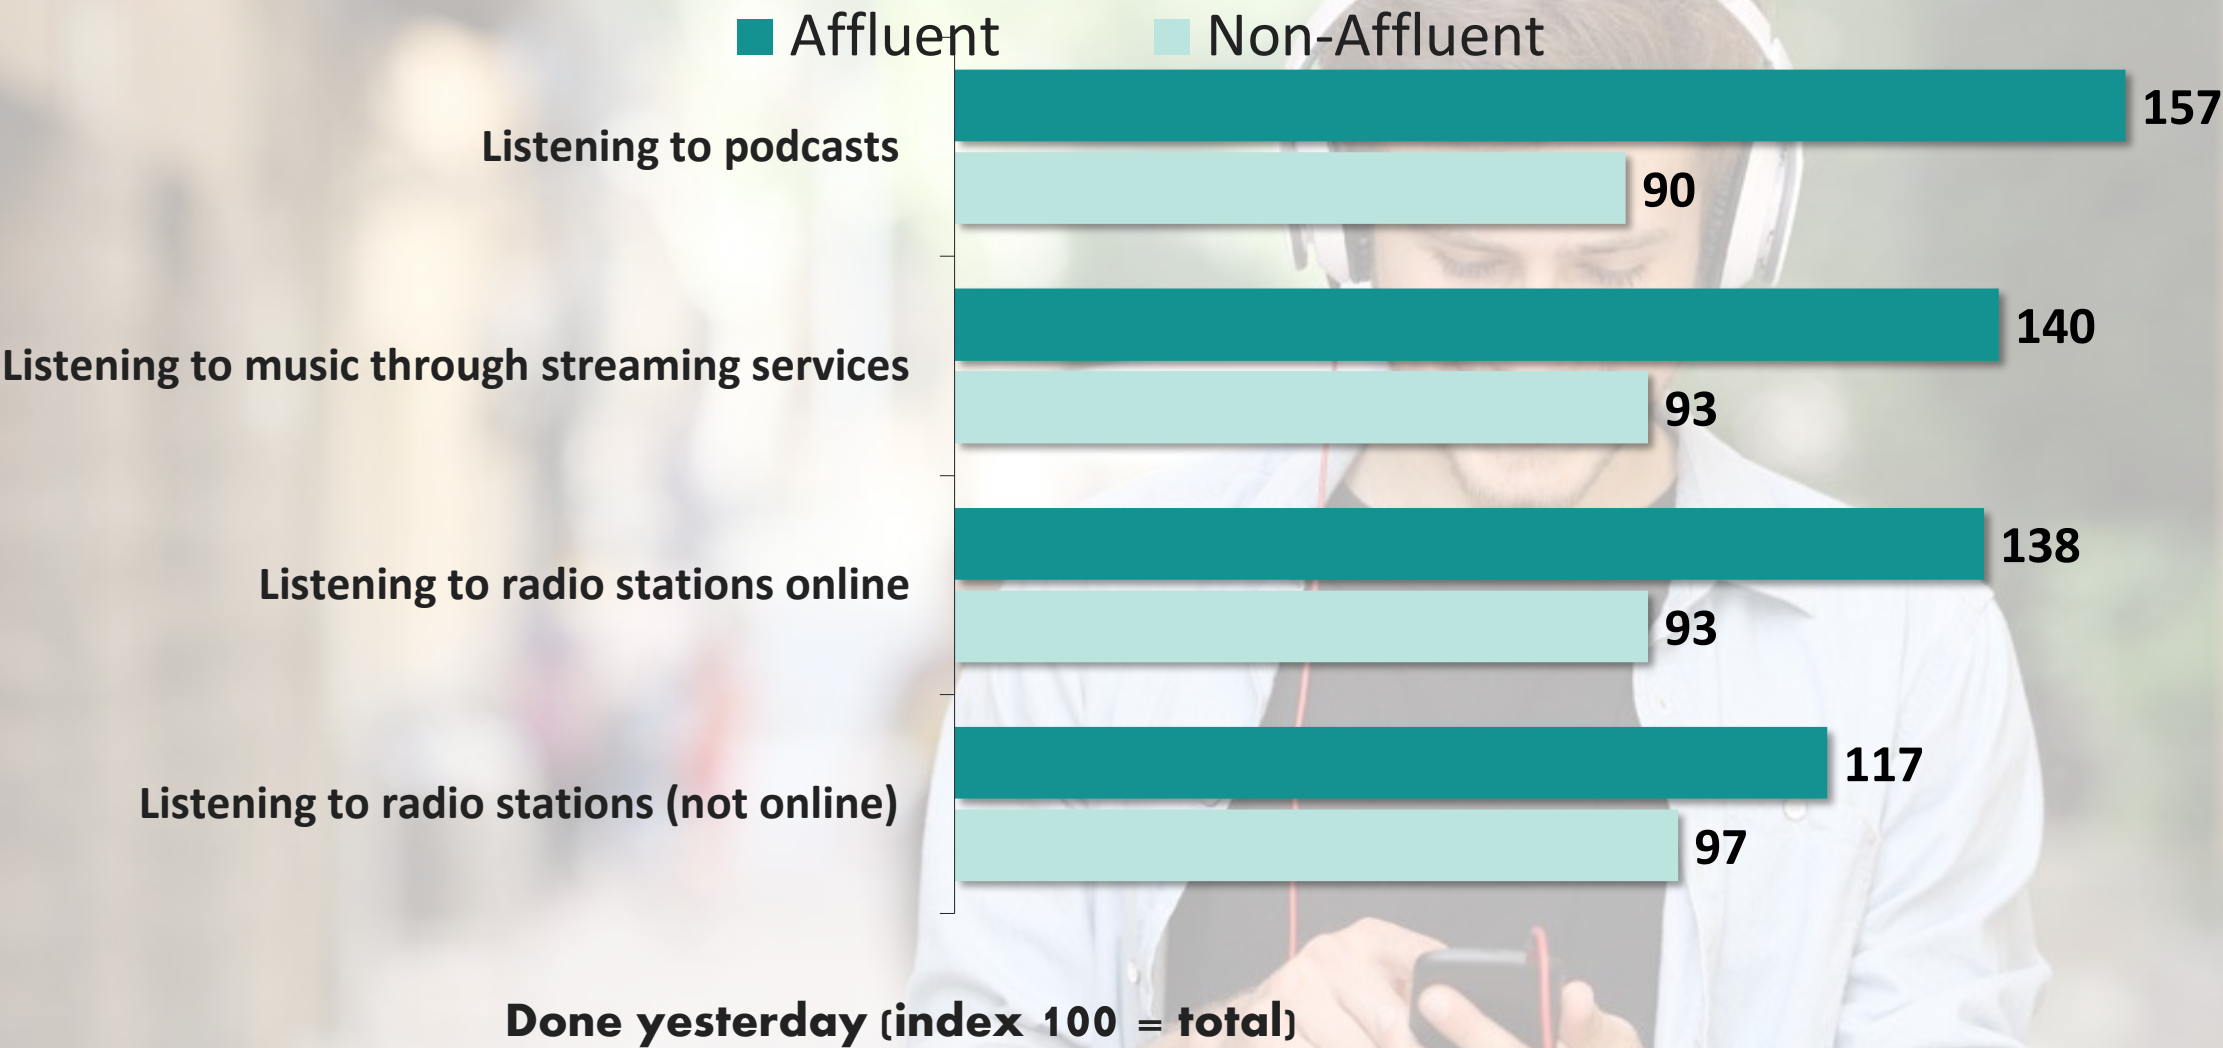 Affluent Non-Affluent
Listening to podcasts
157
90
Listening to music through streaming services
140
93
Listening to radio stations online
138
93
Listening to radio stations (not online)
117
97
Done yesterday (index 100 = total)